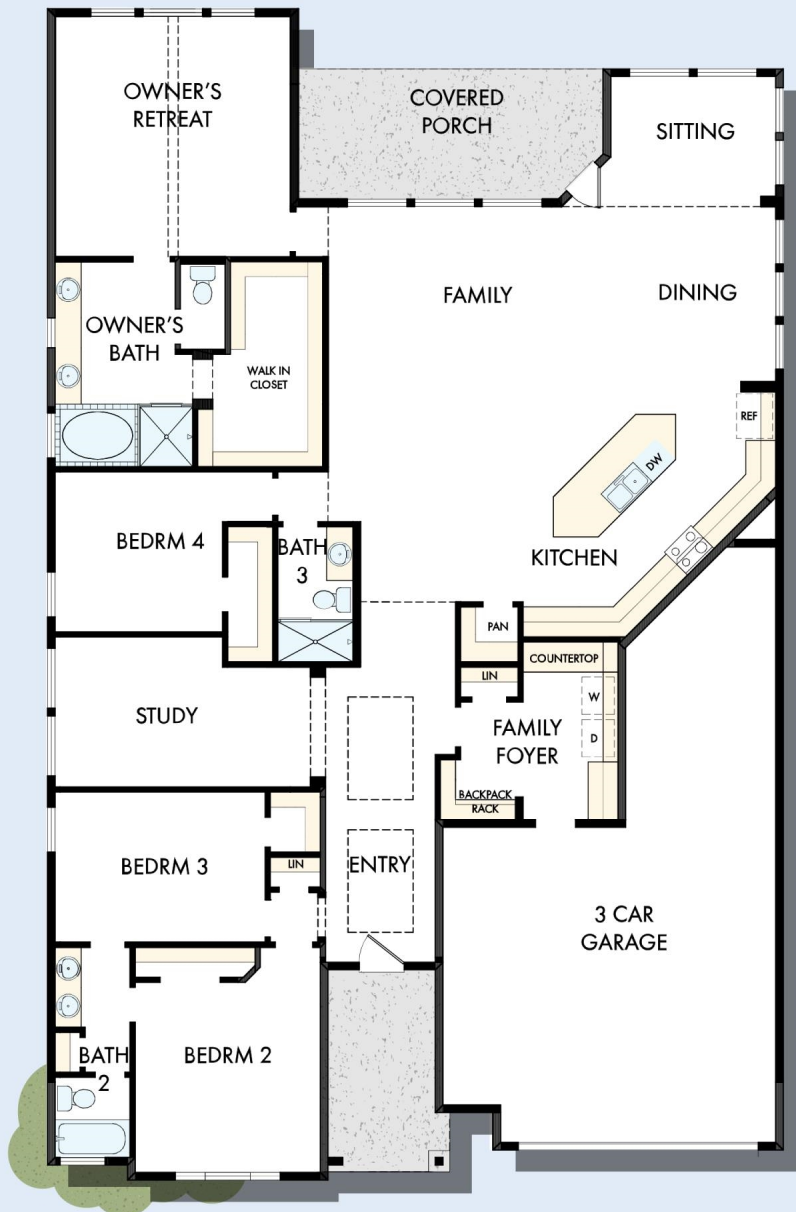 OWNER'S
RETREAT
COVERED
PORCH
SITTING
FAMILY
DINING
OWNER'S
BATH
WALK IN
CLOSET
REF
DW
BEDRM 4
BATH
3
KITCHEN
PAN
COUNTERTOP
LIN
W
STUDY
FAMILY
FOYER
D
BACKPACK
RACK
BEDRM 3
LIN
ENTRY
3 CAR
GARAGE
BATH
2
BEDRM 2